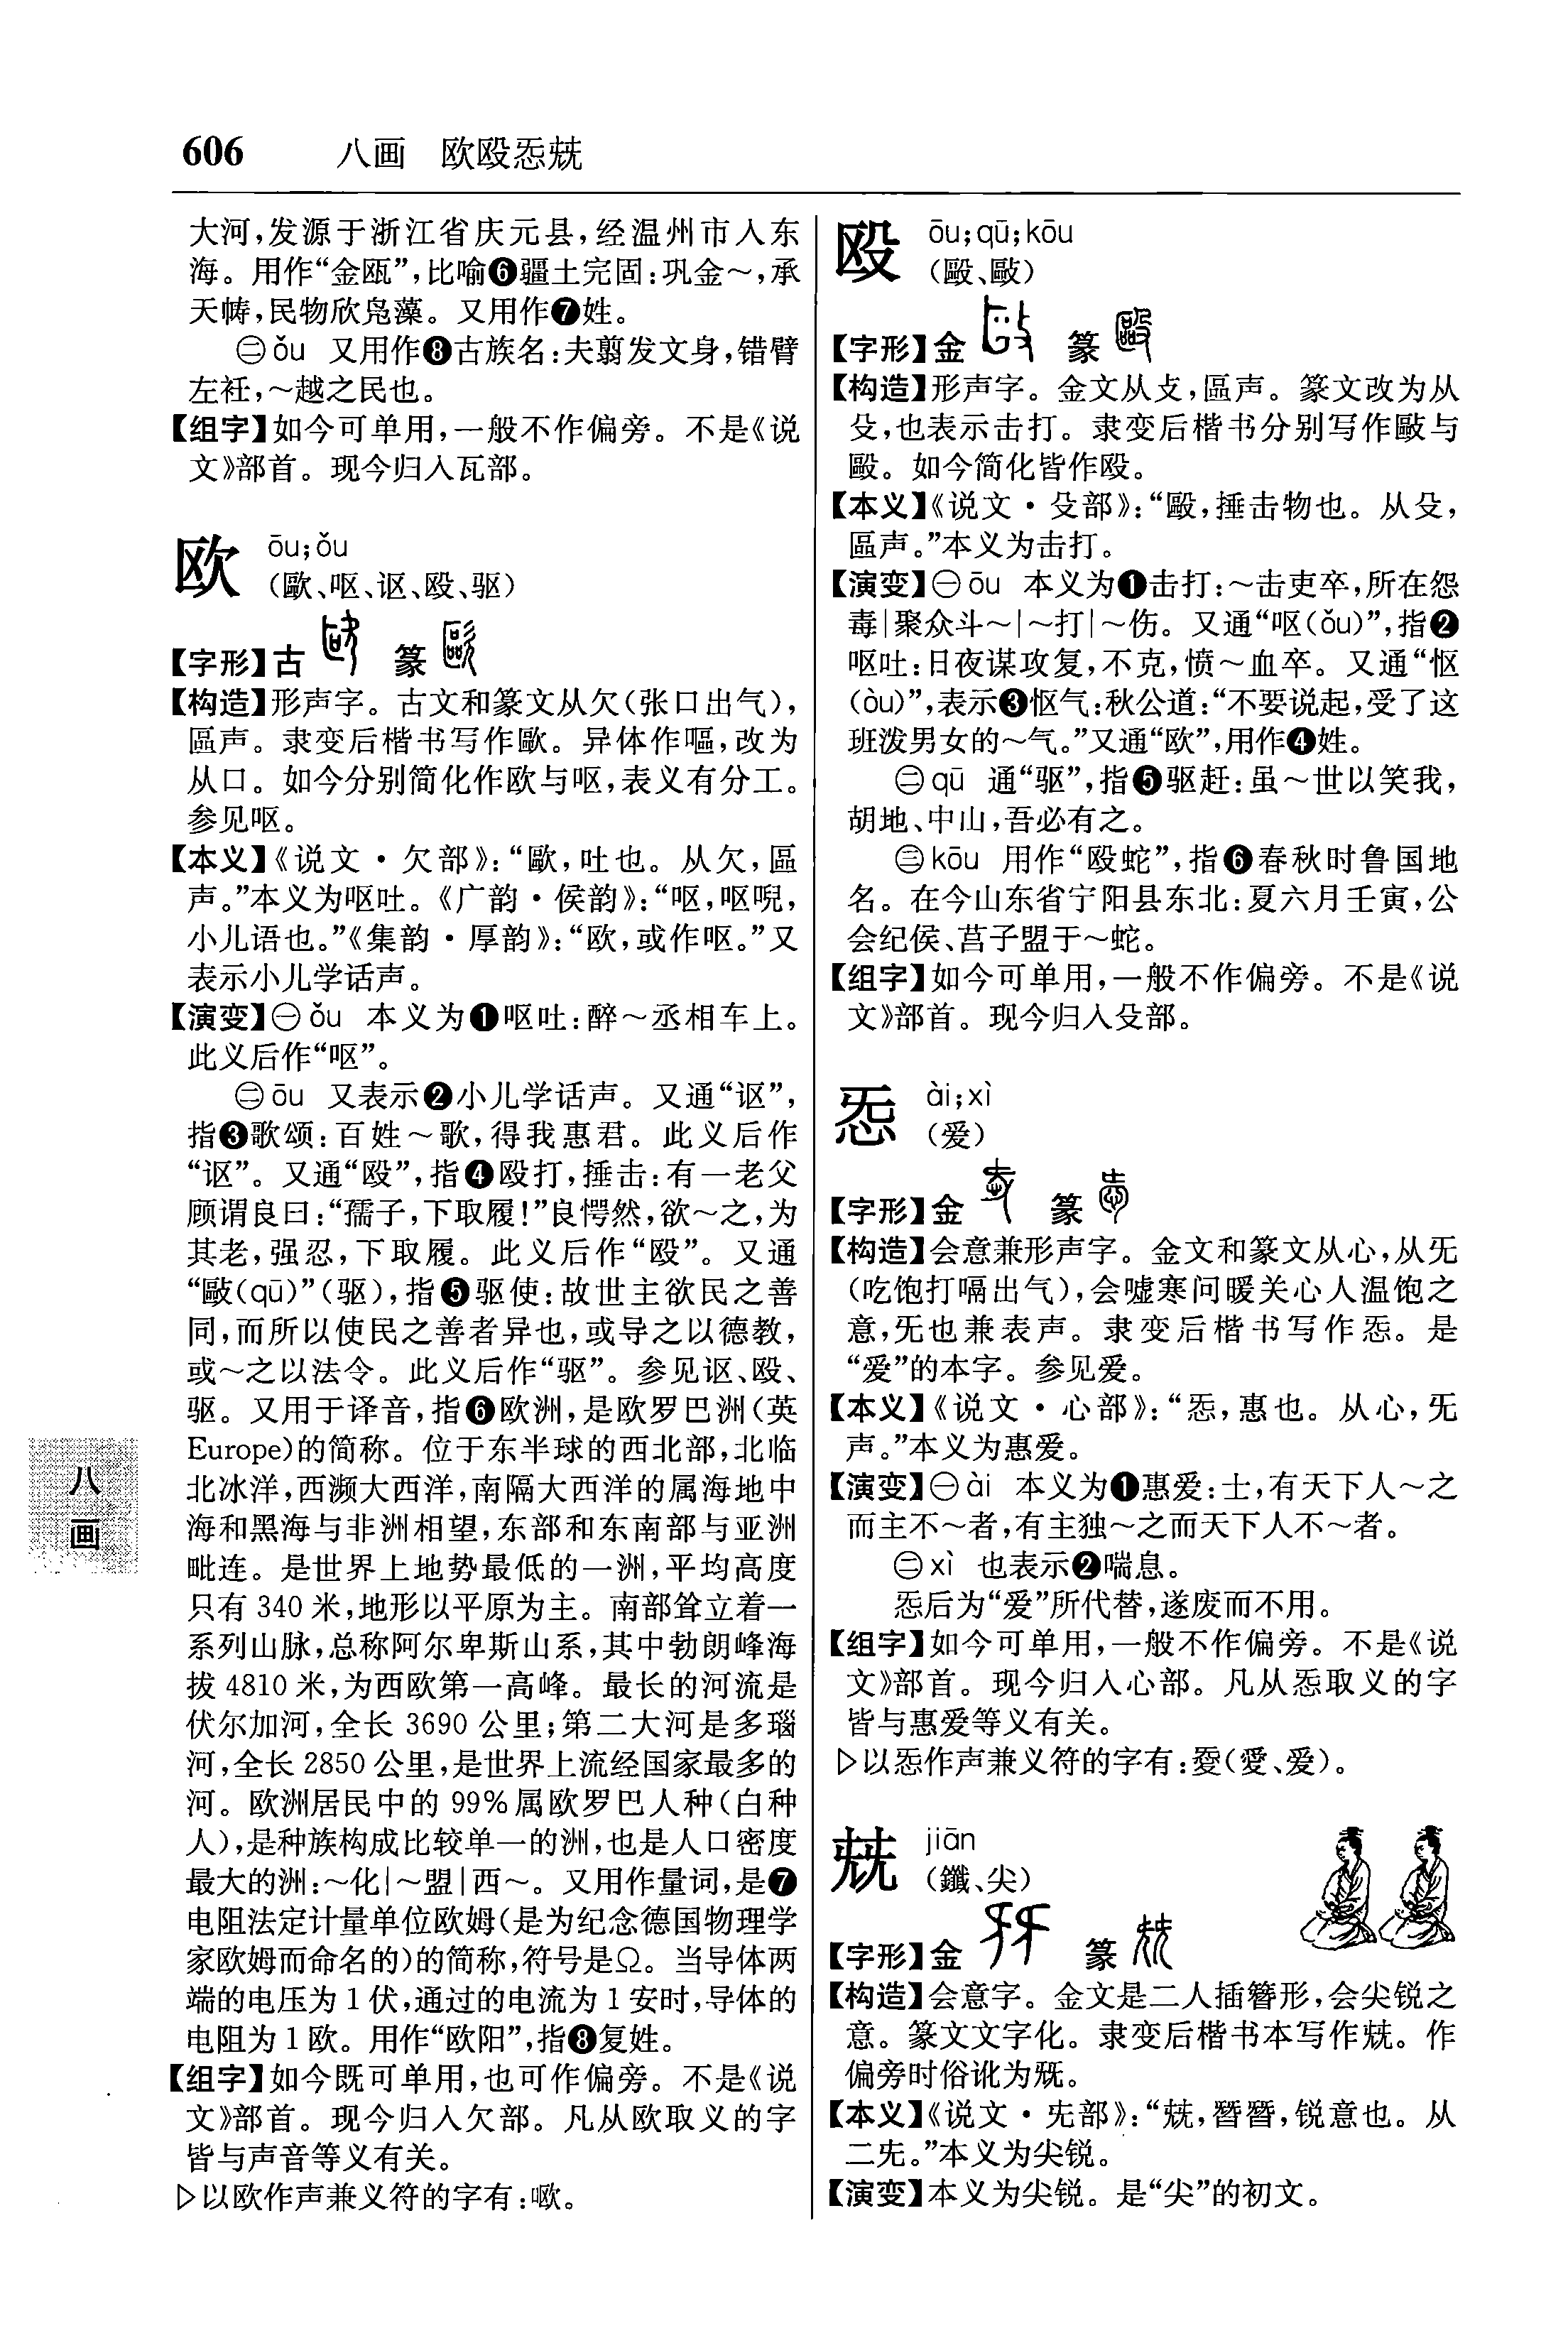 606 八画 欧殴㤅兓
大河,发源于浙江省庆元县,经温州市入东
海。用作“金瓯”,比喻❻疆土完固:巩金～,承
天帱,民物欣凫藻。又用作❼姓。
㊁ǒu 又用作❽古族名:夫翦发文身,错臂
左衽,～越之民也。
【组字】如今可单用,一般不作偏旁。不是《说
文》部首。现今归入瓦部。
欧 ōu;ǒu
(歐、呕、讴、殴、驱)
【字形】古 篆
【构造】形声字。古文和篆文从欠(张口出气),
區声。隶变后楷书写作歐。异体作嘔,改为
从口。如今分别简化作欧与呕,表义有分工。
参见呕。
【本义】《说文·欠部》:“歐,吐也。从欠,區
声。”本义为呕吐。《广韵·侯韵》:“呕,呕唲,
小儿语也。”《集韵·厚韵》:“欧,或作呕。”又
表示小儿学话声。
【演变】㊀ǒu 本义为❶呕吐:醉～丞相车上。
此义后作“呕”。
㊁ōu 又表示❷小儿学话声。又通“讴”,
指❸歌颂:百姓～歌,得我惠君。此义后作
“讴”。又通“殴”,指❹殴打,捶击:有一老父
顾谓良曰:“孺子,下取履!”良愕然,欲～之,为
其老,强忍,下取履。此义后作“殴”。又通
“敺(qū)”(驱),指❺驱使:故世主欲民之善
同,而所以使民之善者异也,或导之以德教,
或～之以法令。此义后作“驱”。参见讴、殴、
驱。又用于译音,指❻欧洲,是欧罗巴洲(英
Europe)的简称。位于东半球的西北部,北临
北冰洋,西濒大西洋,南隔大西洋的属海地中
海和黑海与非洲相望,东部和东南部与亚洲
毗连。是世界上地势最低的一洲,平均高度
只有 340 米,地形以平原为主。南部耸立着一
系列山脉,总称阿尔卑斯山系,其中勃朗峰海
拔 4810 米,为西欧第一高峰。最长的河流是
伏尔加河,全长 3690 公里;第二大河是多瑙
河,全长 2850 公里,是世界上流经国家最多的
河。欧洲居民中的 99%属欧罗巴人种(白种
人),是种族构成比较单一的洲,也是人口密度
最大的洲:～化|～盟|西～。又用作量词,是❼
电阻法定计量单位欧姆(是为纪念德国物理学
家欧姆而命名的)的简称,符号是Ω。当导体两
端的电压为 1 伏,通过的电流为 1 安时,导体的
电阻为 1 欧。用作“欧阳”,指❽复姓。
【组字】如今既可单用,也可作偏旁。不是《说
文》部首。现今归入欠部。凡从欧取义的字
皆与声音等义有关。
▷以欧作声兼义符的字有:㰶。
殴 ōu;qū;kōu
(毆、敺)
【字形】金 篆
【构造】形声字。金文从攴,區声。篆文改为从
殳,也表示击打。隶变后楷书分别写作敺与
毆。如今简化皆作殴。
【本义】《说文·殳部》:“毆,捶击物也。从殳,
區声。”本义为击打。
【演变】㊀ōu 本义为❶击打:～击吏卒,所在怨
毒|聚众斗～|～打|～伤。又通“呕(ǒu)”,指❷
呕吐:日夜谋攻复,不克,愤～血卒。又通“怄
(òu)”,表示❸怄气:秋公道:“不要说起,受了这
班泼男女的～气。”又通“欧”,用作❹姓。
㊁qū 通“驱”,指❺驱赶:虽～世以笑我,
胡地、中山,吾必有之。
㊂kōu 用作“殴蛇”,指❻春秋时鲁国地
名。在今山东省宁阳县东北:夏六月壬寅,公
会纪侯、莒子盟于～蛇。
【组字】如今可单用,一般不作偏旁。不是《说
文》部首。现今归入殳部。
㤅 ài;xì
(爱)
【字形】金 篆
【构造】会意兼形声字。金文和篆文从心,从旡
(吃饱打嗝出气),会嘘寒问暖关心人温饱之
意,旡也兼表声。隶变后楷书写作㤅。是
“爱”的本字。参见爱。
【本义】《说文·心部》:“㤅,惠也。从心,旡
声。”本义为惠爱。
【演变】㊀ài 本义为❶惠爱:士,有天下人～之
而主不～者,有主独～之而天下人不～者。
㊁xì 也表示❷喘息。
㤅后为“爱”所代替,遂废而不用。
【组字】如今可单用,一般不作偏旁。不是《说
文》部首。现今归入心部。凡从㤅取义的字
皆与惠爱等义有关。
▷以㤅作声兼义符的字有:㤅(愛、爱)。
兓 jiān
(鑯、尖)
【字形】金 篆
【构造】会意字。金文是二人插簪形,会尖锐之
意。篆文文字化。隶变后楷书本写作兓。作
偏旁时俗讹为兟。
【本义】《说文·兂部》:“兓,朁朁,锐意也。从
二兂。”本义为尖锐。
【演变】本义为尖锐。是“尖”的初文。
八
画